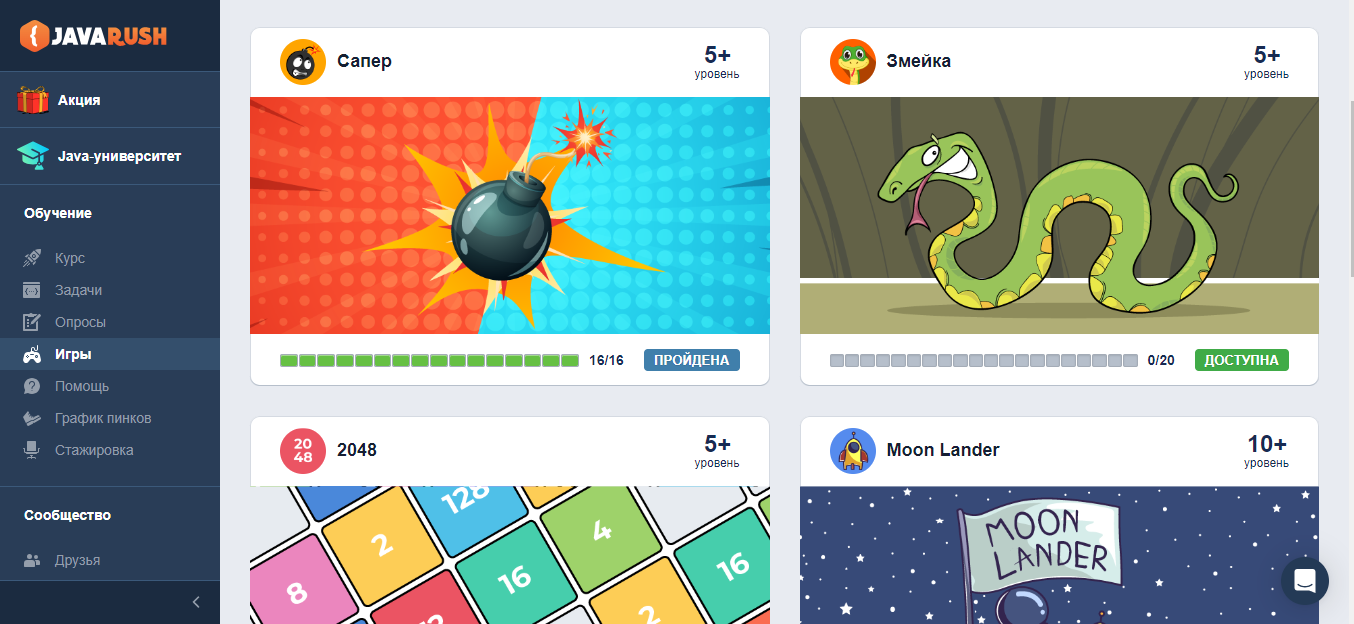 JAVARUSH
Акция
Java-университет
Обучение
Курс
Задачи
Опросы
Игры
Помощь
График пинков
Стажировка
Сообщество
Друзья
Сапер
5+
уровень
16/16
ПРОЙДЕНА
Змейка
5+
уровень
0/20
ДОСТУПНА
20
48
2048
5+
уровень
128
2
4
8
16
16
2
Moon Lander
10+
уровень
MOON
LANDER